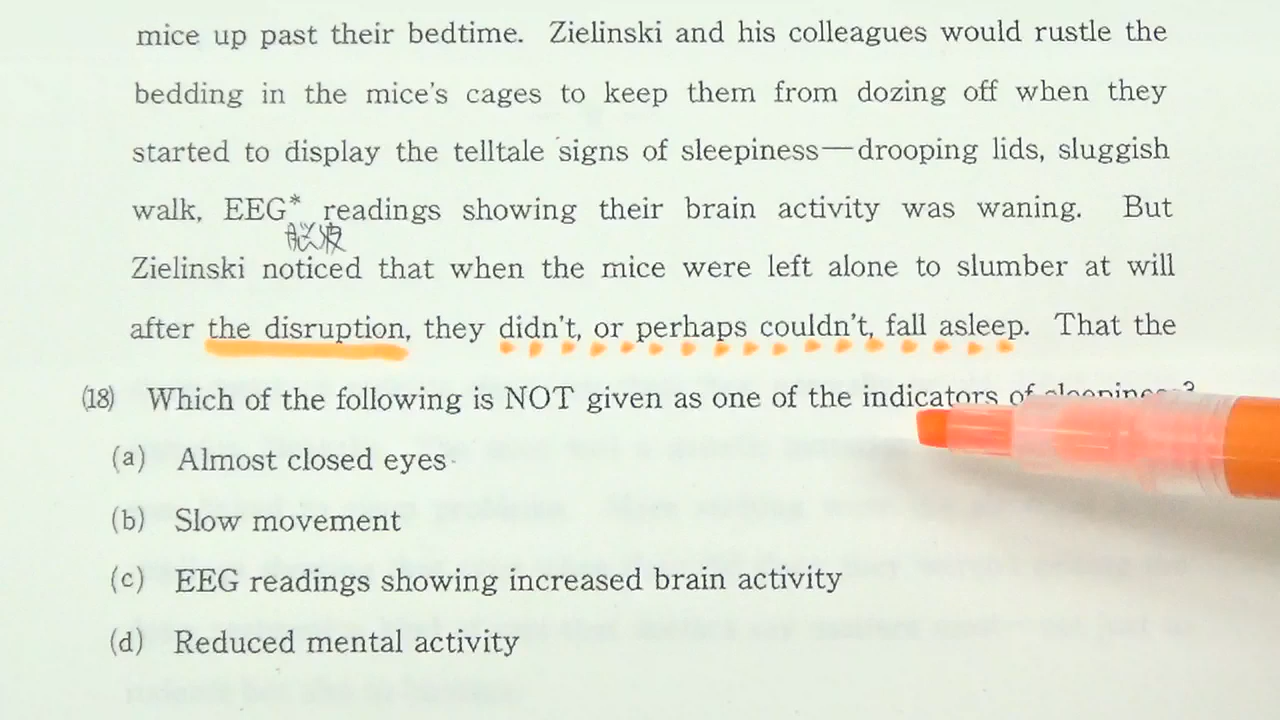 mice up past their bedtime. Zielinski and his colleagues would rustle the
bedding in the mice's cages to keep them from dozing off when they
started to display the telltale signs of sleepiness—drooping lids, sluggish
walk, EEG* readings showing their brain activity was waning. But
脳波
Zielinski noticed that when the mice were left alone to slumber at will
after the disruption, they didn't, or perhaps couldn't, fall asleep. That the
(18) Which of the following is NOT given as one of the indicators of sleepiness?
(a) Almost closed eyes
(b) Slow movement
(c) EEG readings showing increased brain activity
(d) Reduced mental activity